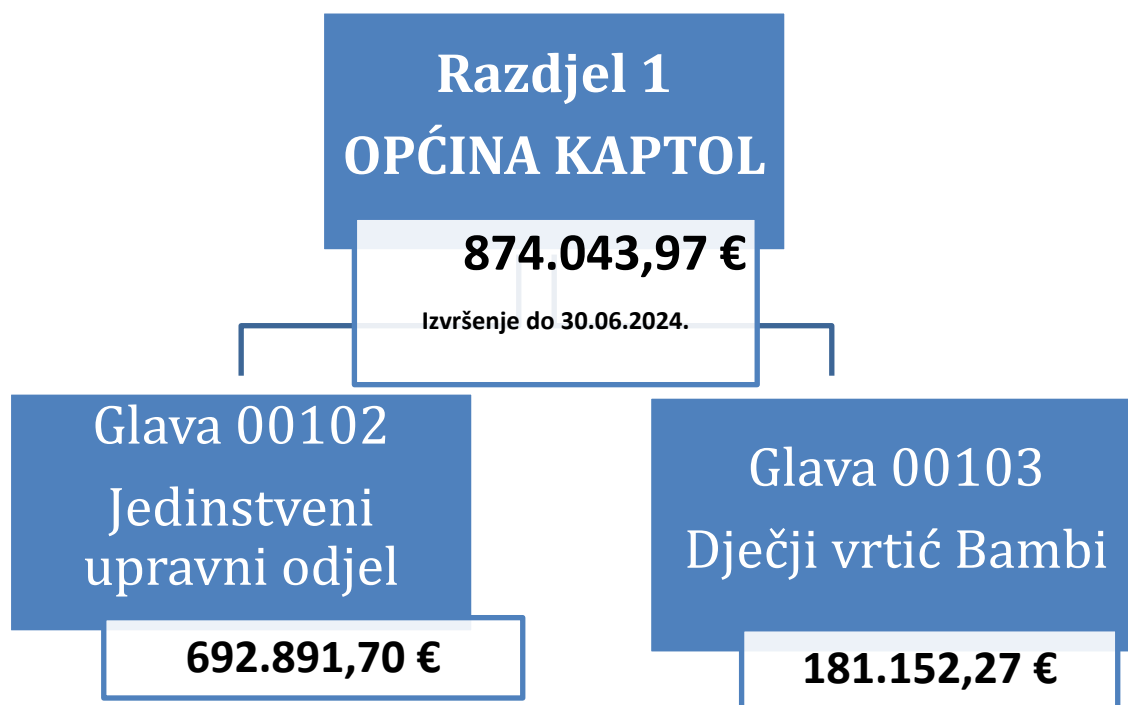 Razdjel 1
OPĆINA KAPTOL
874.043,97 €
Izvršenje do 30.06.2024.
Glava 00102
Jedinstveni
upravni odjel
692.891,70 €
Glava 00103
Dječji vrtić Bambi
181.152,27 €